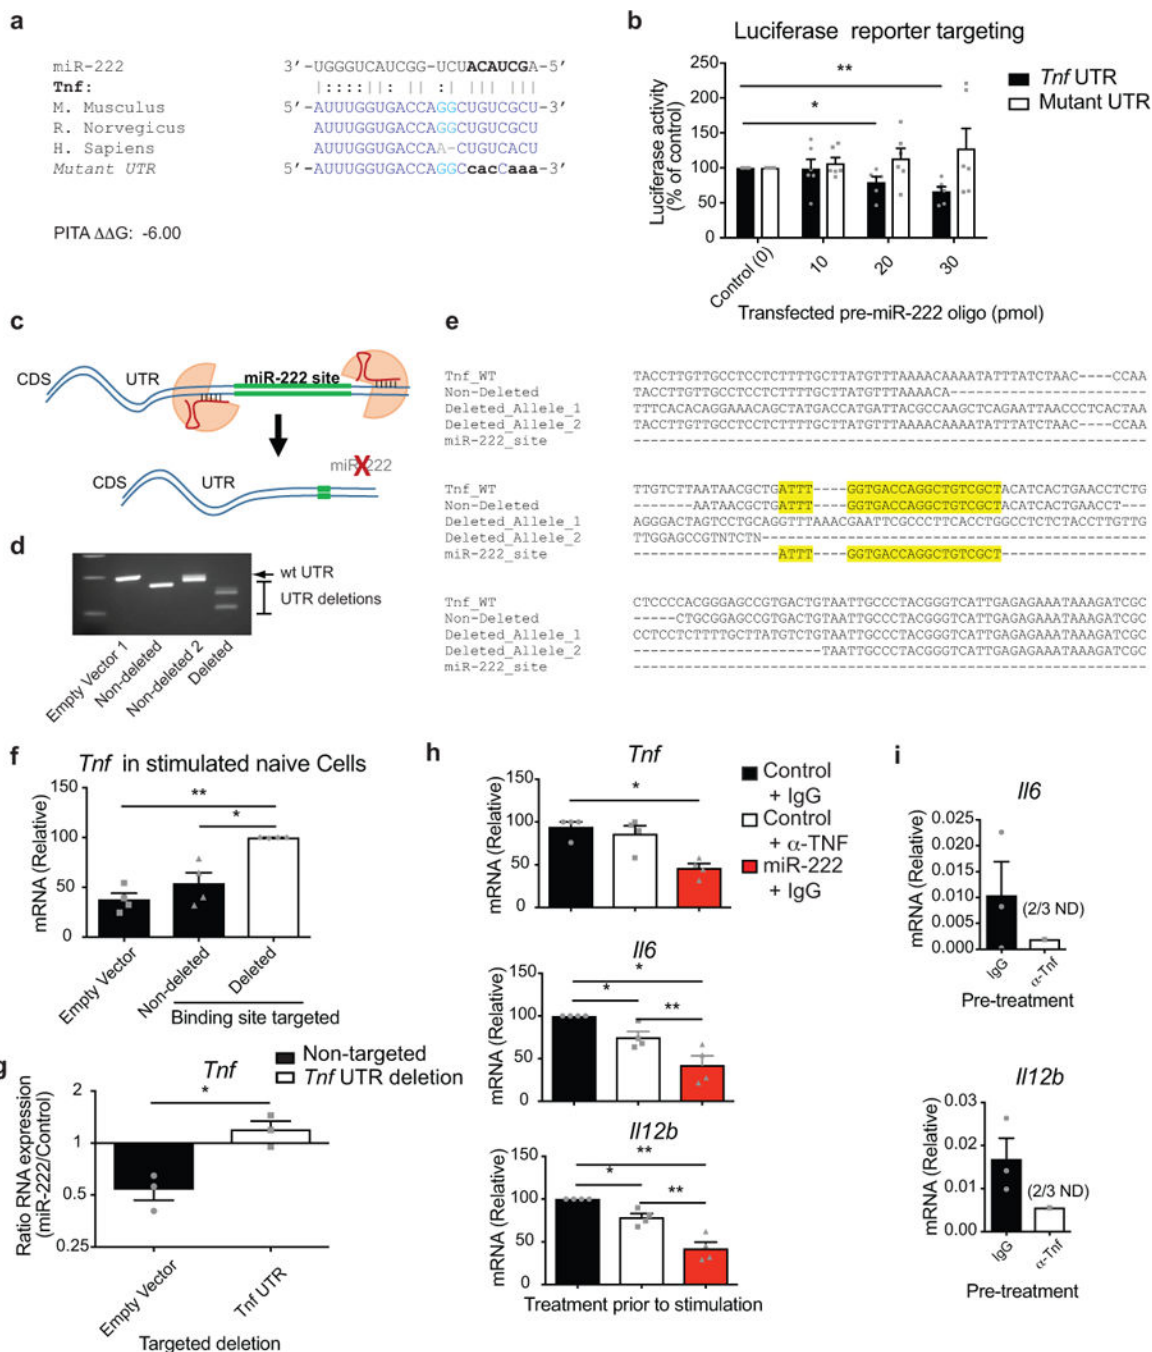 a
miR-222 3′-UGGGUCAUCGG-UCUACAUCGA-5′
Tnf: |::::|| | :| ||| |||
M. Musculus 5′-AUUUGGUGACCAGGCUGUCGCU-3′
R. Norvegicus AUUUGGUGACCAGGCUGUCGCU
H. Sapiens AUUUGGUGACCA-CUGUCACU
Mutant UTR 5′-AUUUGGUGACCAGGCcacCaaa-3′
PITA ΔΔG: -6.00
b
Luciferase reporter targeting
Luciferase activity
(% of control)
250
200
150
100
50
0
**
*
Tnf UTR
Mutant UTR
Control (0)
10
20
30
Transfected pre-miR-222 oligo (pmol)
c
CDS
UTR
miR-222 site
miR-222
X
CDS
UTR
d
wt UTR
UTR deletions
Empty Vector 1
Non-deleted
Non-deleted 2
Deleted
e
Tnf_WT TACCTTGTTGCCTCCTCTTTTGCTTATGTTTAAAACAAAATATTTATCTAAC----CCAA
Non-Deleted TACCTTGTTGCCTCCTCTTTTGCTTATGTTTAAAACA-----------------------
Deleted_Allele_1 TTTCACACAGGAAACAGCTATGACCATGATTACGCCAAGCTCAGAATTAACCCTCACTAA
Deleted_Allele_2 TACCTTGTTGCCTCCTCTTTTGCTTATGTTTAAAACAAAATATTTATCTAAC----CCAA
miR-222_site ------------------------------------------------------------
Tnf_WT TTGTCTTAATAACGCTGATTT----GGTGACCAGGCTGTCGCTACATCACTGAACCTCTG
Non-Deleted -------AATAACGCTGATTT----GGTGACCAGGCTGTCGCTACATCACTGAACCT---
Deleted_Allele_1 AGGGACTAGTCCTGCAGGTTTAAACGAATTCGCCCTTCACCTGGCCTCTCTACCTTGTTG
Deleted_Allele_2 TTGGAGCCGTNTCTN---------------------------------------------
miR-222_site -----------------ATTT----GGTGACCAGGCTGTCGCT-----------------
Tnf_WT CTCCCCACGGGAGCCGTGACTGTAATTGCCCTACGGGTCATTGAGAGAAATAAAGATCGC
Non-Deleted -----CTGCGGAGCCGTGACTGTAATTGCCCTACGGGTCATTGAGAGAAATAAAGATCGC
Deleted_Allele_1 CCTCCTCTTTTGCTTATGTCTGTAATTGCCCTACGGGTCATTGAGAGAAATAAAGATCGC
Deleted_Allele_2 ----------------------TAATTGCCCTACGGGTCATTGAGAGAAATAAAGATCGC
miR-222_site ------------------------------------------------------------
f
Tnf in stimulated naive Cells
mRNA (Relative)
150
100
50
0
**
*
Empty Vector
Non-deleted
Deleted
Binding site targeted
g
Tnf
Non-targeted
Tnf UTR deletion
Ratio RNA expression
(miR-222/Control)
2
1
0.5
0.25
*
Empty Vector
Tnf UTR
Targeted deletion
h
Tnf
mRNA (Relative)
150
100
50
0
*
Control
+ IgG
Control
+ α-TNF
miR-222
+ IgG
Il6
mRNA (Relative)
150
100
50
0
*
*
**
Il12b
mRNA (Relative)
150
100
50
0
**
*
**
Treatment prior to stimulation
i
Il6
mRNA (Relative)
0.025
0.020
0.015
0.010
0.005
0.000
(2/3 ND)
IgG
α-Tnf
Pre-treatment
Il12b
mRNA (Relative)
0.03
0.02
0.01
0.00
(2/3 ND)
IgG
α-Tnf
Pre-treatment